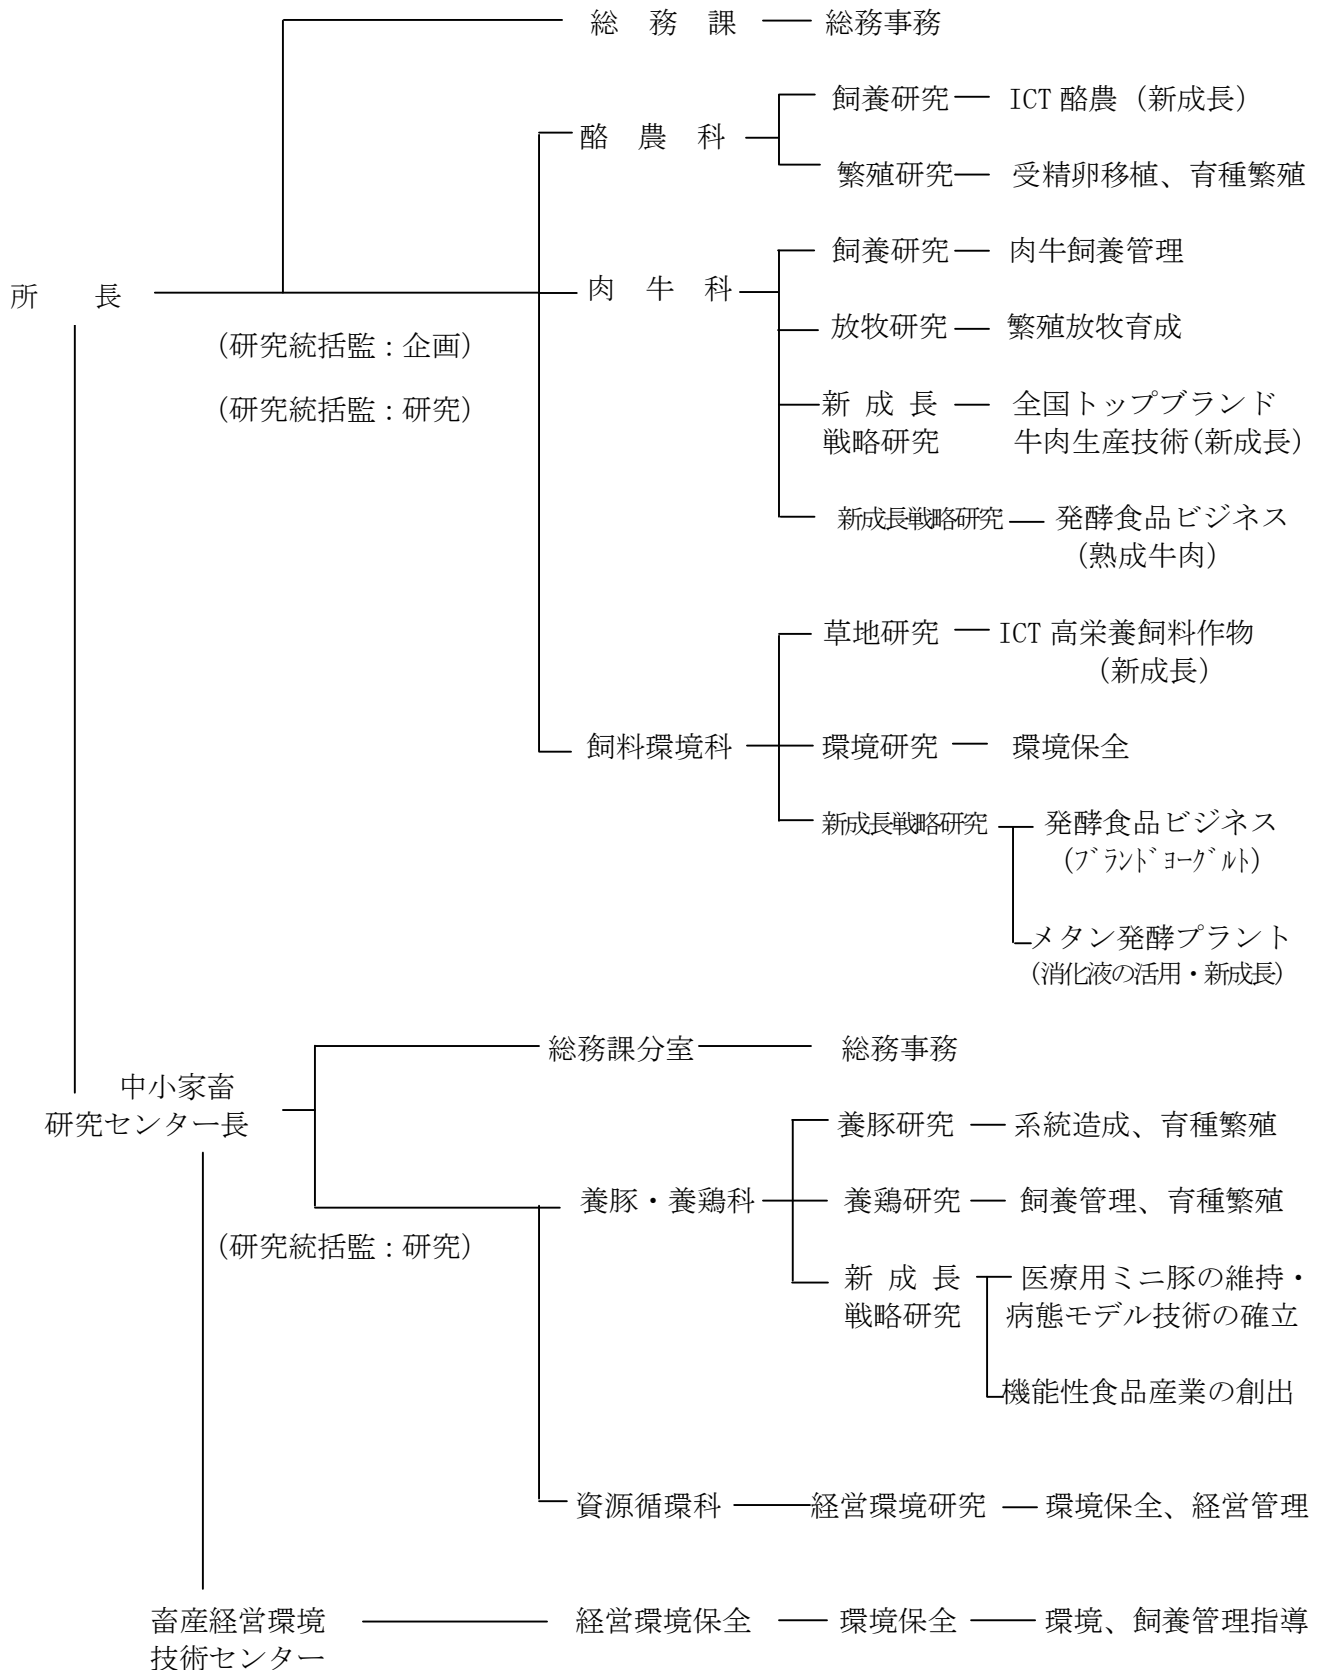 総 務 課 総務事務
飼養研究 ICT 酪農（新成長）
酪 農 科
繁殖研究 受精卵移植、育種繁殖
飼養研究 肉牛飼養管理
所 長 肉 牛 科
放牧研究 繁殖放牧育成
（研究統括監：企画）
（研究統括監：研究）
新 成 長 全国トップブランド
戦略研究 牛肉生産技術（新成長）
新成長戦略研究 発酵食品ビジネス
（熟成牛肉）
草地研究 ICT 高栄養飼料作物
（新成長）
飼料環境科 環境研究 環境保全
新成長戦略研究 発酵食品ビジネス
（ﾌﾞﾗﾝﾄﾞﾖｰｸﾞﾙﾄ）
メタン発酵プラント
（消化液の活用・新成長）
総務課分室 総務事務
中小家畜
研究センター長
養豚研究 系統造成、育種繁殖
養豚・養鶏科 養鶏研究 飼養管理、育種繁殖
（研究統括監：研究）
新 成 長 医療用ミニ豚の維持・
戦略研究 病態モデル技術の確立
機能性食品産業の創出
資源循環科 経営環境研究 環境保全、経営管理
畜産経営環境 経営環境保全 環境保全 環境、飼養管理指導
技術センター